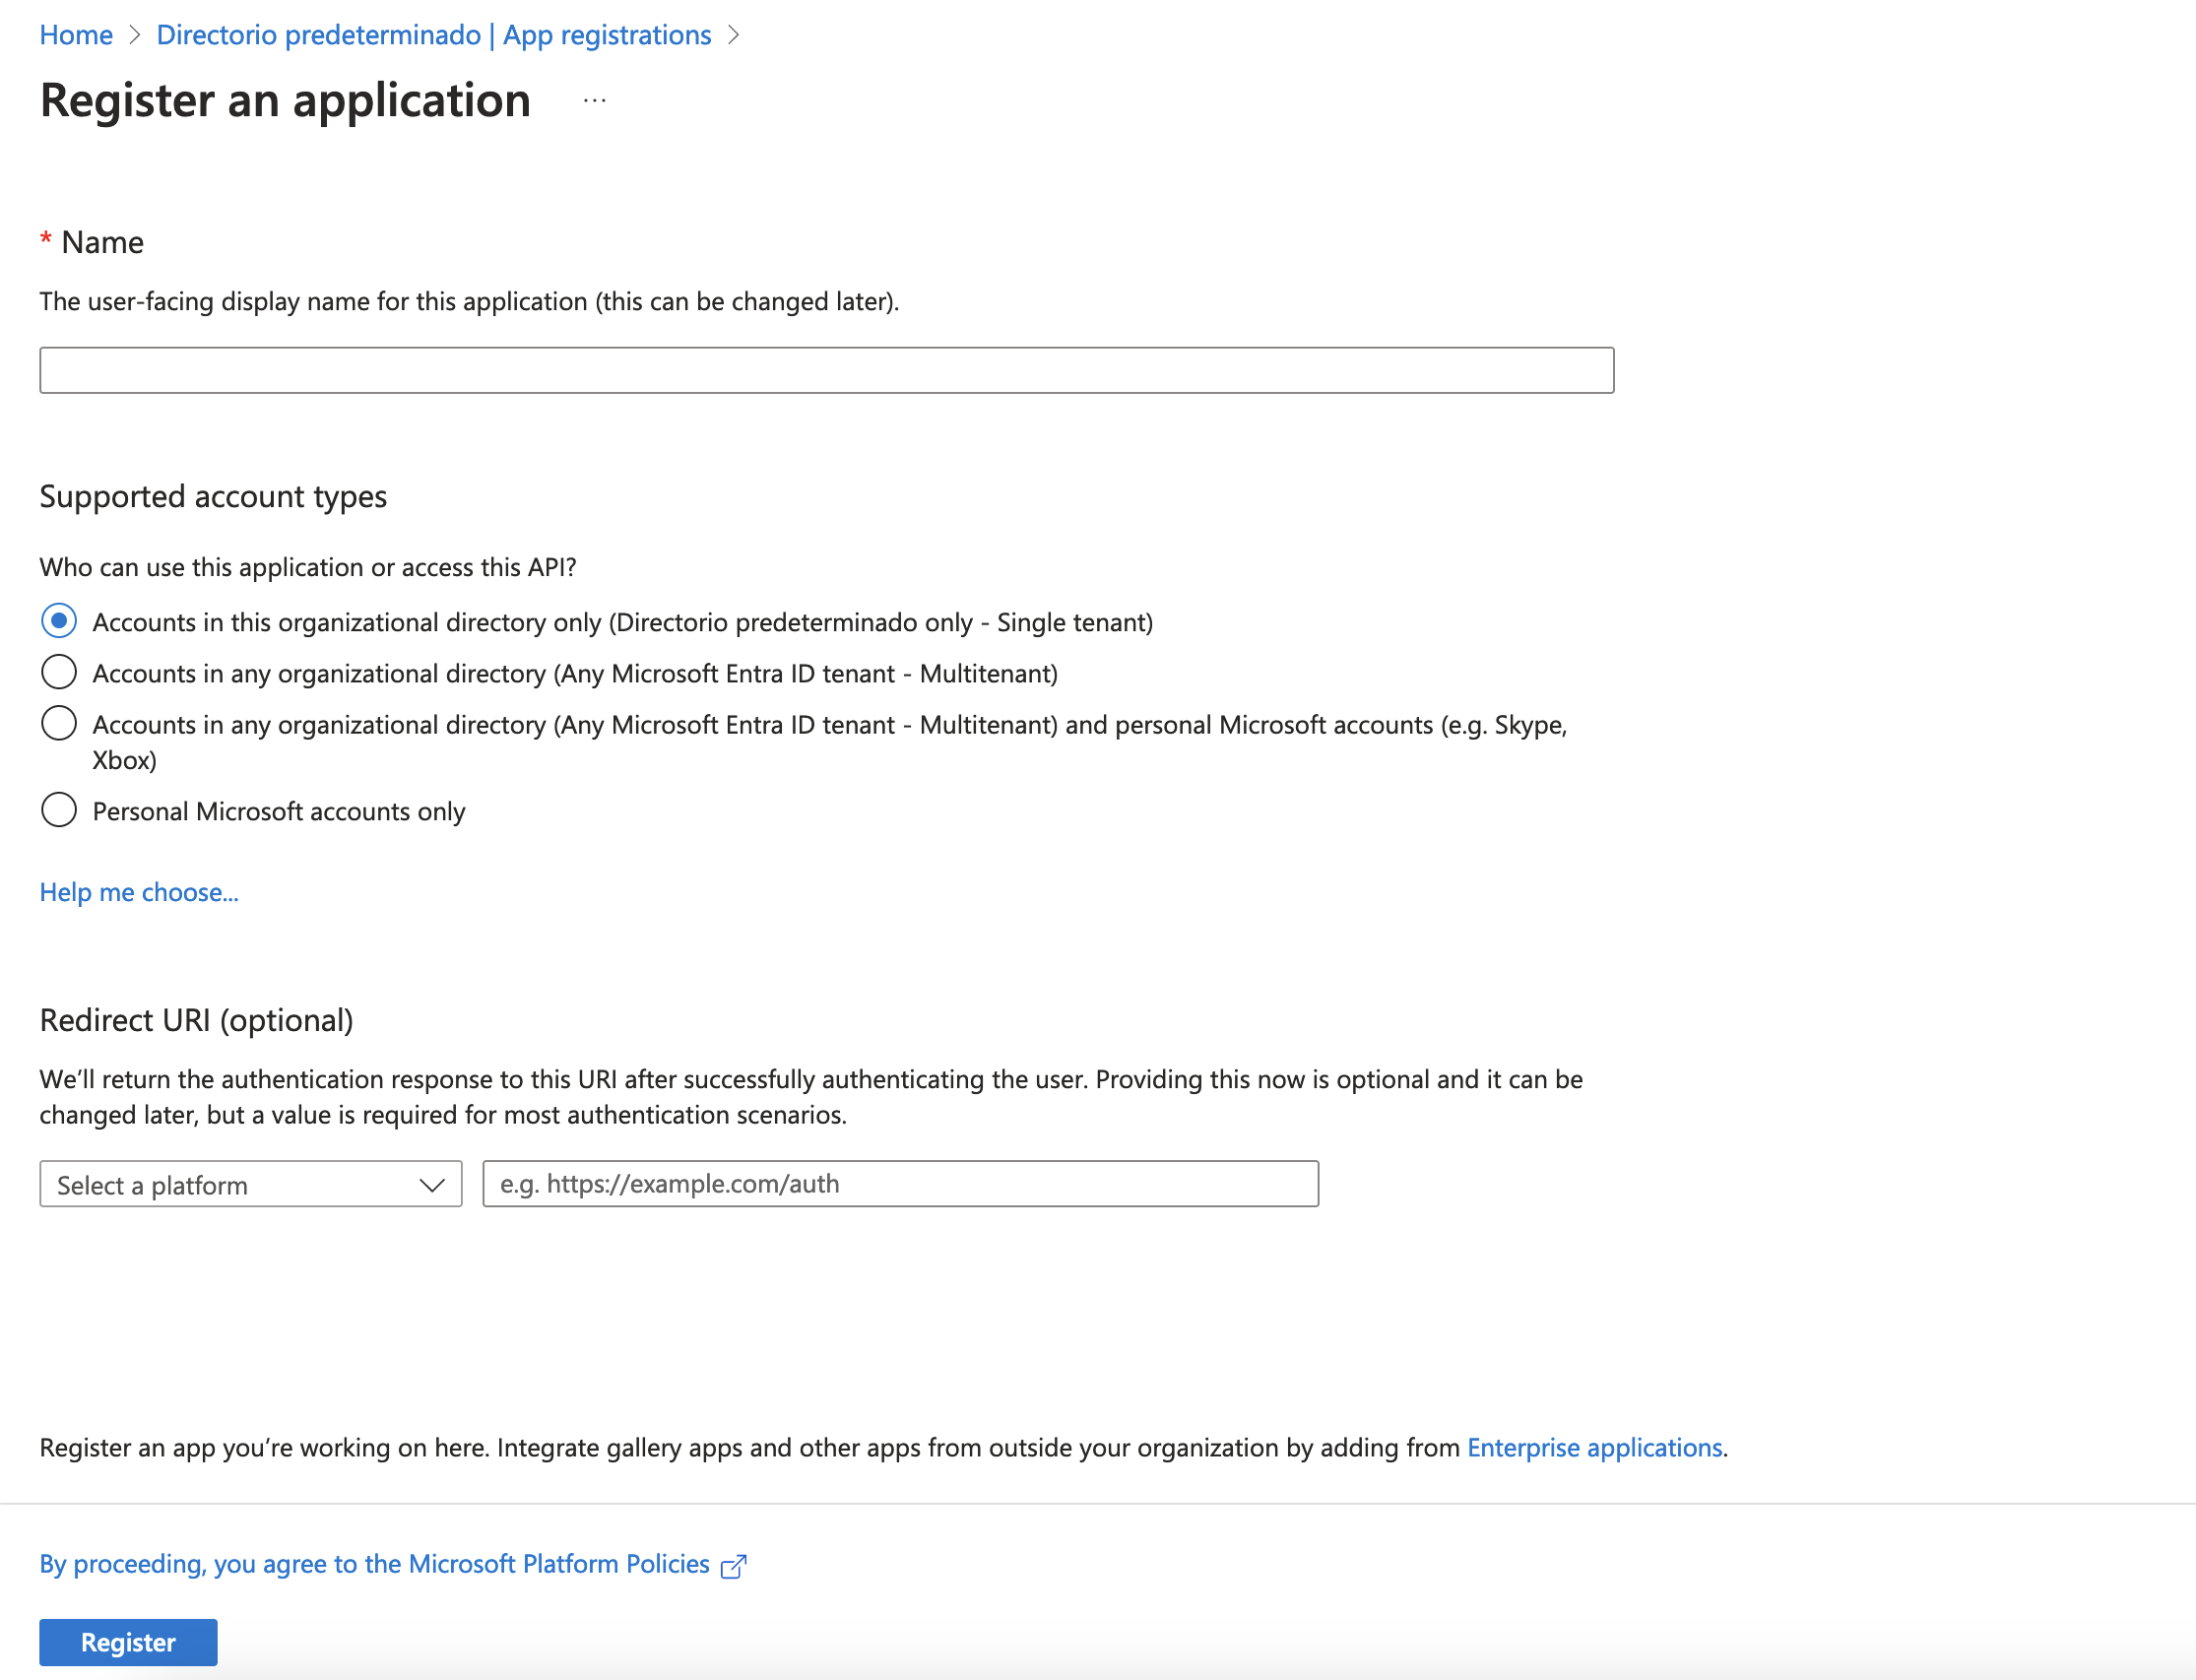 Home > Directorio predeterminado | App registrations >
Register an application ...
* Name
The user-facing display name for this application (this can be changed later).
Supported account types
Who can use this application or access this API?
Accounts in this organizational directory only (Directorio predeterminado only - Single tenant)
Accounts in any organizational directory (Any Microsoft Entra ID tenant - Multitenant)
Accounts in any organizational directory (Any Microsoft Entra ID tenant - Multitenant) and personal Microsoft accounts (e.g. Skype,
Xbox)
Personal Microsoft accounts only
Help me choose...
Redirect URI (optional)
We’ll return the authentication response to this URI after successfully authenticating the user. Providing this now is optional and it can be
changed later, but a value is required for most authentication scenarios.
Select a platform e.g. https://example.com/auth
Register an app you’re working on here. Integrate gallery apps and other apps from outside your organization by adding from Enterprise applications.
By proceeding, you agree to the Microsoft Platform Policies
Register